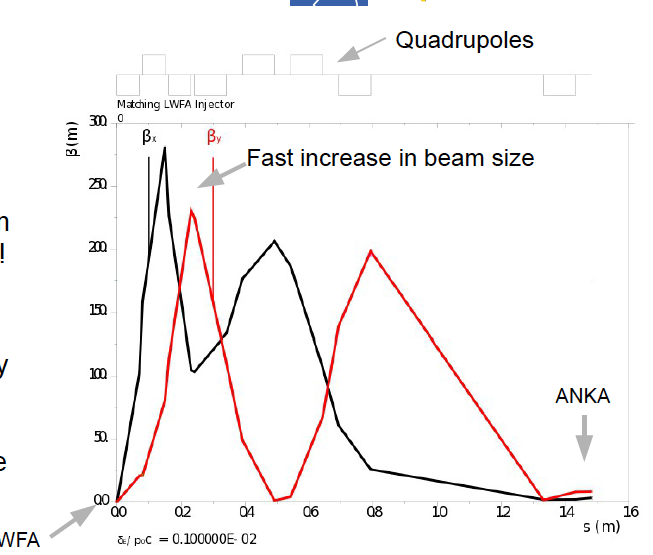 Quadrupoles
Matching LWFA Injector
300.
β(m)
βx
βy
Fast increase in beam size
250.
200.
150.
100.
50.
0.0
0.0 0.2 0.4 0.6 0.8 1.0 1.2 1.4 1.6
s (m)
ANKA
WFA
δε/ p0c = 0.100000E- 02